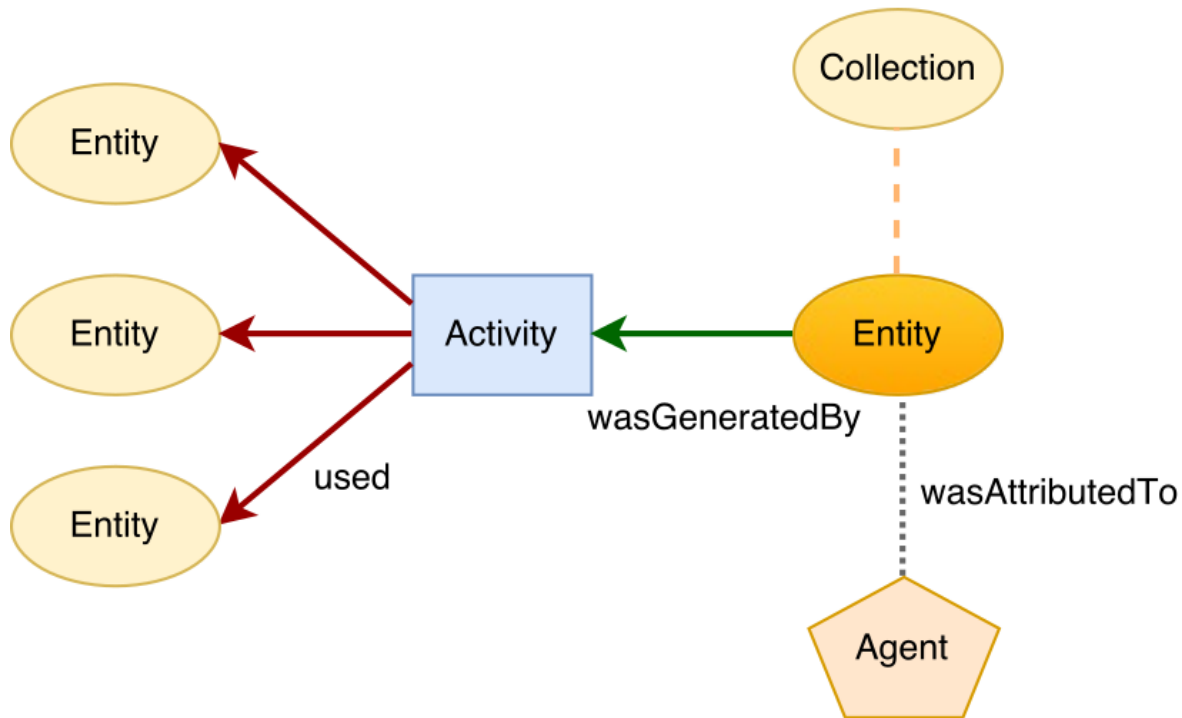 Collection
Entity
Entity
Activity
Entity
wasGeneratedBy
used
wasAttributedTo
Entity
Agent